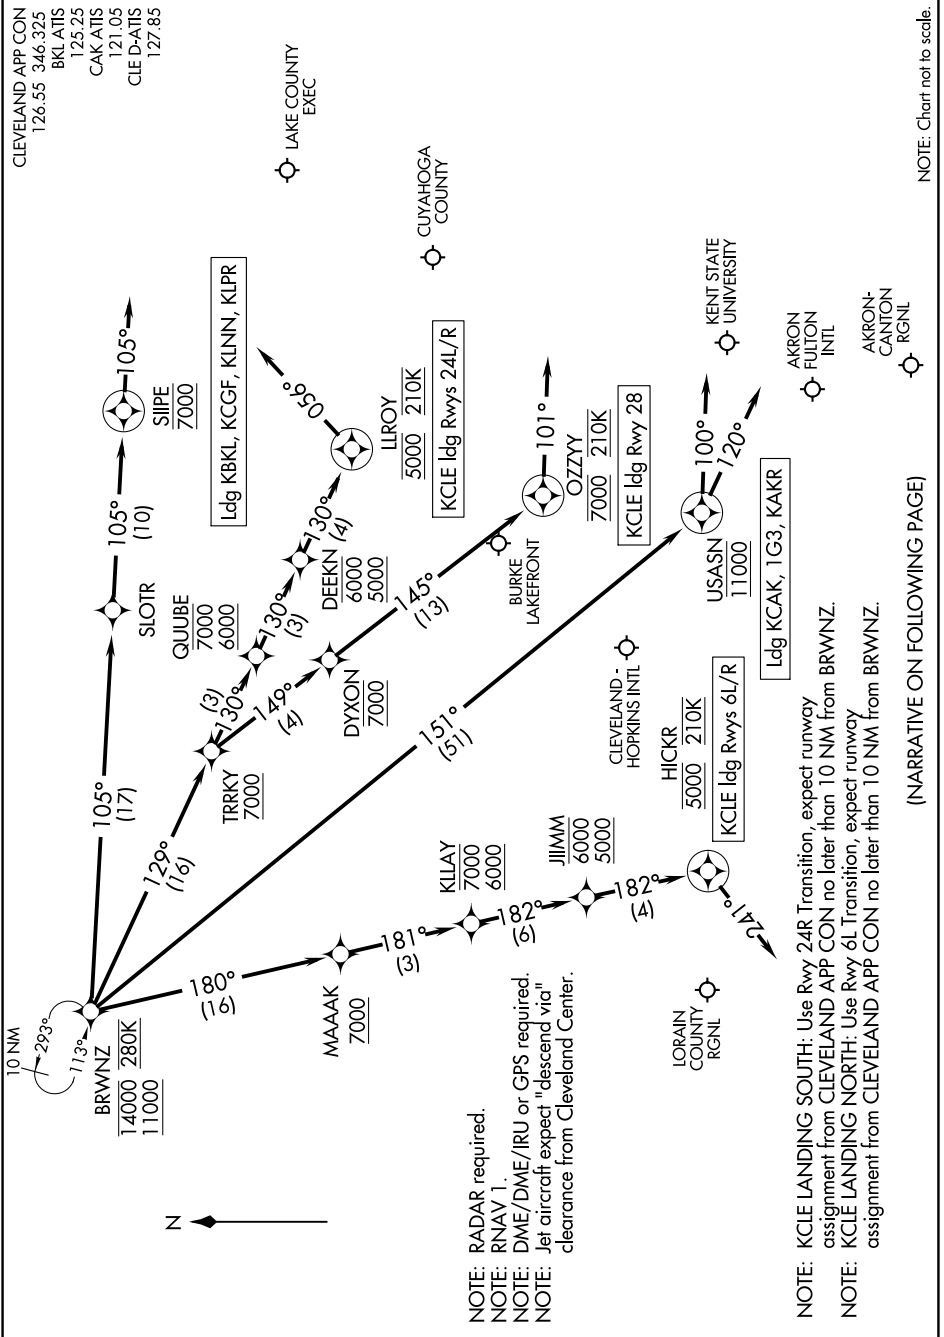 CLEVELAND APP CON
126.55 346.325
BKL ATIS
125.25
CAK ATIS
121.05
CLE D-ATIS
127.85
10 NM
293°
113°
BRWNZ
14000 280K
11000
105°
(17)
SLOTR
105°
(10)
SIIPE
7000
105°
LAKE COUNTY
EXEC
Ldg KBKL, KCGF, KLNN, KLPR
129°
(16)
TRRKY
7000
130°
(3)
QUUBE
7000
6000
130°
(3)
DEEKN
6000
5000
130°
(4)
LLROY
5000 210K
KCLE ldg Rwys 24L/R
056°
CUYAHOGA
COUNTY
149°
(4)
DYXON
7000
145°
(13)
BURKE
LAKEFRONT
OZZYY
7000 210K
KCLE ldg Rwy 28
101°
151°
(51)
USASN
11000
Ldg KCAK, 1G3, KAKR
100°
120°
KENT STATE
UNIVERSITY
AKRON
FULTON
INTL
AKRON-
CANTON
RGNL
180°
(16)
MAAAK
7000
181°
(3)
KLLAY
7000
6000
182°
(6)
JIIMM
6000
5000
182°
(4)
HICKR
5000 210K
KCLE ldg Rwys 6L/R
241°
CLEVELAND -
HOPKINS INTL
LORAIN
COUNTY
RGNL
N
NOTE: RADAR required.
NOTE: RNAV 1.
NOTE: DME/DME/IRU or GPS required.
NOTE: Jet aircraft expect "descend via"
clearance from Cleveland Center.
NOTE: KCLE LANDING SOUTH: Use Rwy 24R Transition, expect runway
assignment from CLEVELAND APP CON no later than 10 NM from BRWNZ.
NOTE: KCLE LANDING NORTH: Use Rwy 6L Transition, expect runway
assignment from CLEVELAND APP CON no later than 10 NM from BRWNZ.
(NARRATIVE ON FOLLOWING PAGE)
NOTE: Chart not to scale.